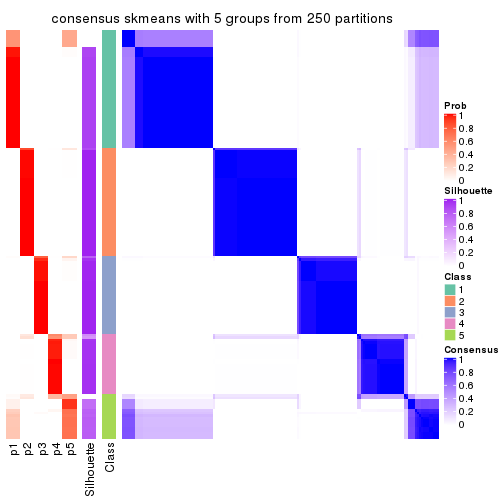 consensus skmeans with 5 groups from 250 partitions
Prob
1
0.8
0.6
0.4
0.2
0
Silhouette
1
0.8
0.6
0.4
0.2
0
Class
1
2
3
4
5
Consensus
1
0.8
0.6
0.4
0.2
0
p1
p2
p3
p4
p5
Silhouette
Class